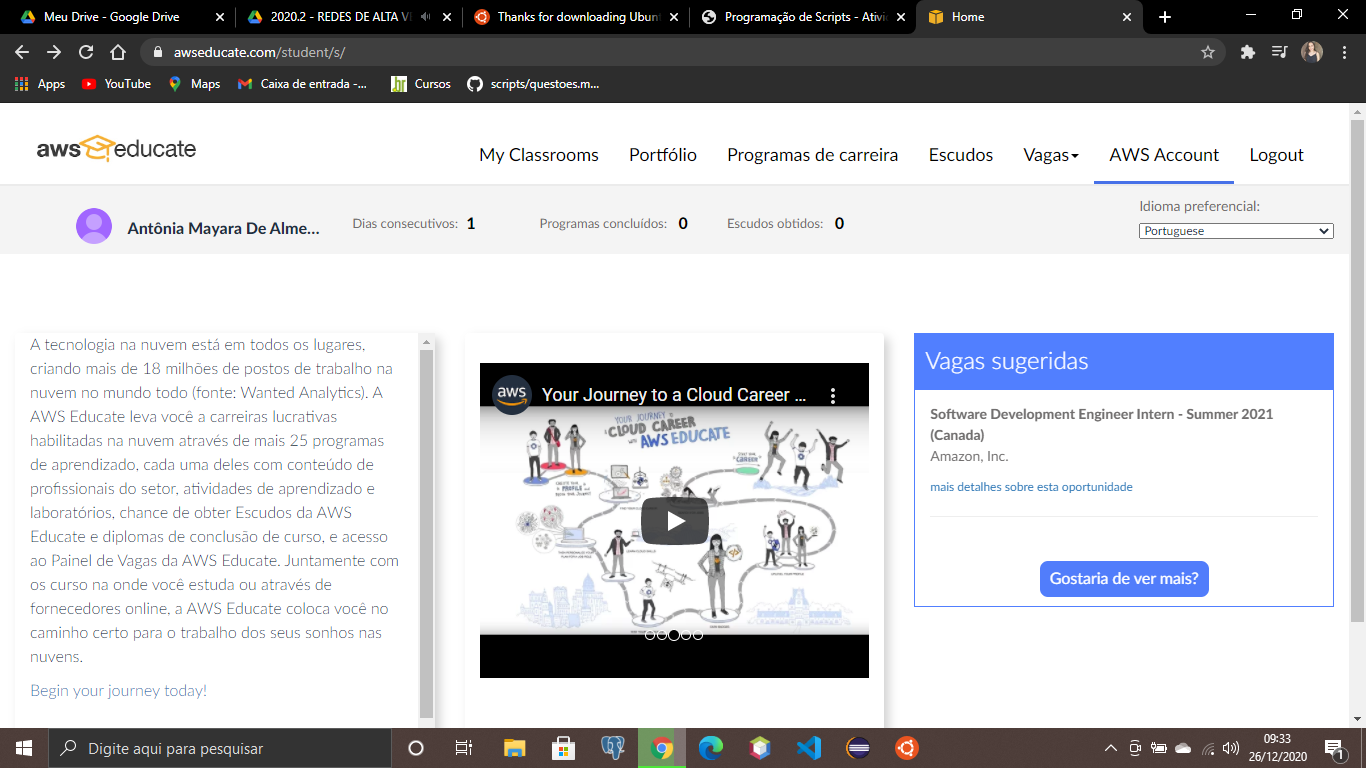 Meu Drive - Google Drive
2020.2 - REDES DE ALTA VE
Thanks for downloading Ubun
Programação de Scripts - Ativi
Home
awseducate.com/student/s/
Apps
YouTube
Maps
Caixa de entrada -...
Cursos
scripts/questoes.m...
aws educate
My Classrooms
Portfólio
Programas de carreira
Escudos
Vagas
AWS Account
Logout
Antônia Mayara De Alme...
Dias consecutivos: 1
Programas concluídos: 0
Escudos obtidos: 0
Idioma preferencial:
Portuguese
A tecnologia na nuvem está em todos os lugares,
criando mais de 18 milhões de postos de trabalho na
nuvem no mundo todo (fonte: Wanted Analytics). A
AWS Educate leva você a carreiras lucrativas
habilitadas na nuvem através de mais 25 programas
de aprendizado, cada uma deles com conteúdo de
profissionais do setor, atividades de aprendizado e
laboratórios, chance de obter Escudos da AWS
Educate e diplomas de conclusão de curso, e acesso
ao Painel de Vagas da AWS Educate. Juntamente com
os curso na onde você estuda ou através de
fornecedores online, a AWS Educate coloca você no
caminho certo para o trabalho dos seus sonhos nas
nuvens.
Begin your journey today!
aws
Your Journey to a Cloud Career ...
YOUR JOURNEY
to a CLOUD CAREER
with AWS EDUCATE
Vagas sugeridas
Software Development Engineer Intern - Summer 2021
(Canada)
Amazon, Inc.
mais detalhes sobre esta oportunidade
Gostaria de ver mais?
Digite aqui para pesquisar
09:33
26/12/2020
1